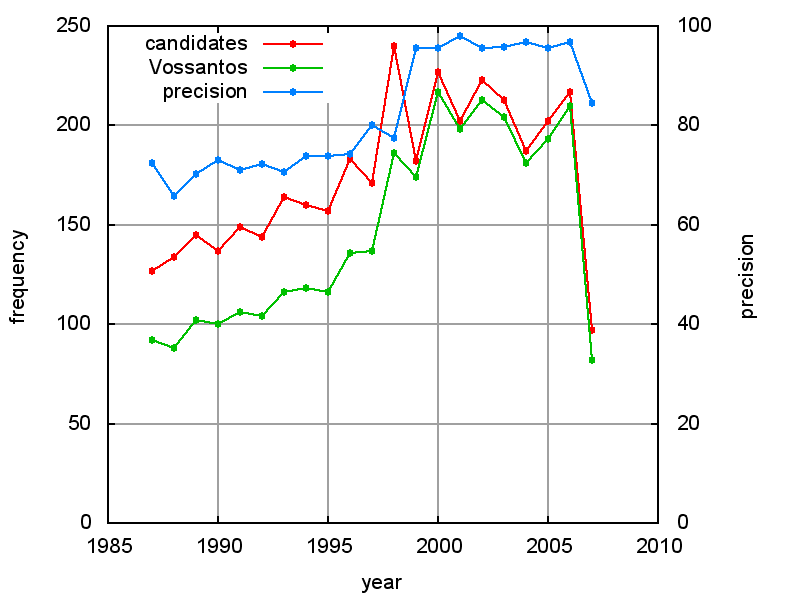 250 100
candidates
Vossantos
precision
200 80
150 60
frequency precision
100 40
50 20
0 0
1985 1990 1995 2000 2005 2010
year